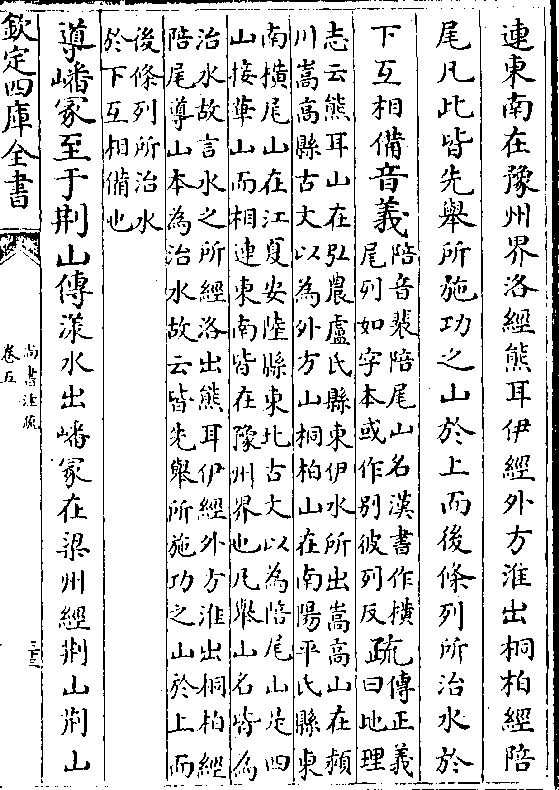 連東南在豫州界洛經熊耳伊經外方淮出桐柏經陪
尾凡此皆先舉所施功之山於上而後條列所治水於
下互相備音義陪音裴陪尾山名漢書作橫
尾列如字本或作別彼列反疏傳正義
曰地理
志云熊耳山在弘農盧氏縣東伊水所出嵩高山在潁
川嵩高縣古文以為外方山桐柏山在南陽平氏縣東
南橫尾山在江夏安陸縣東北古文以為陪尾山是四
山接華山而相連東南皆在豫州界也凡舉山名皆為
治水故言水之所經洛出熊耳伊經外方淮出桐柏經
陪尾導山本為治水故云皆先舉所施功之山於上而
後條列所治水
於下互相備也
導嶓冢至于荆山傳漾水出嶓冢在梁州經荆山荆山
欽定四庫全書
尚書注疏
卷五
三三